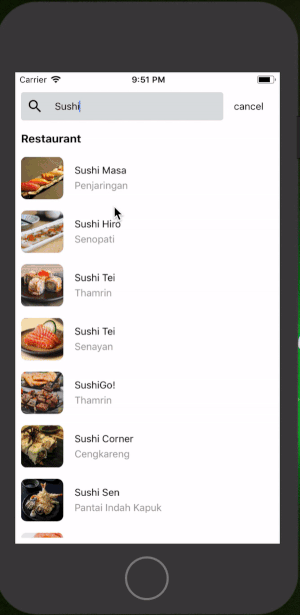 Carrier 9:51 PM
Sushi cancel
Restaurant
Sushi Masa
Penjaringan
Sushi Hiro
Senopati
Sushi Tei
Thamrin
Sushi Tei
Senayan
SushiGo!
Thamrin
Sushi Corner
Cengkareng
Sushi Sen
Pantai Indah Kapuk